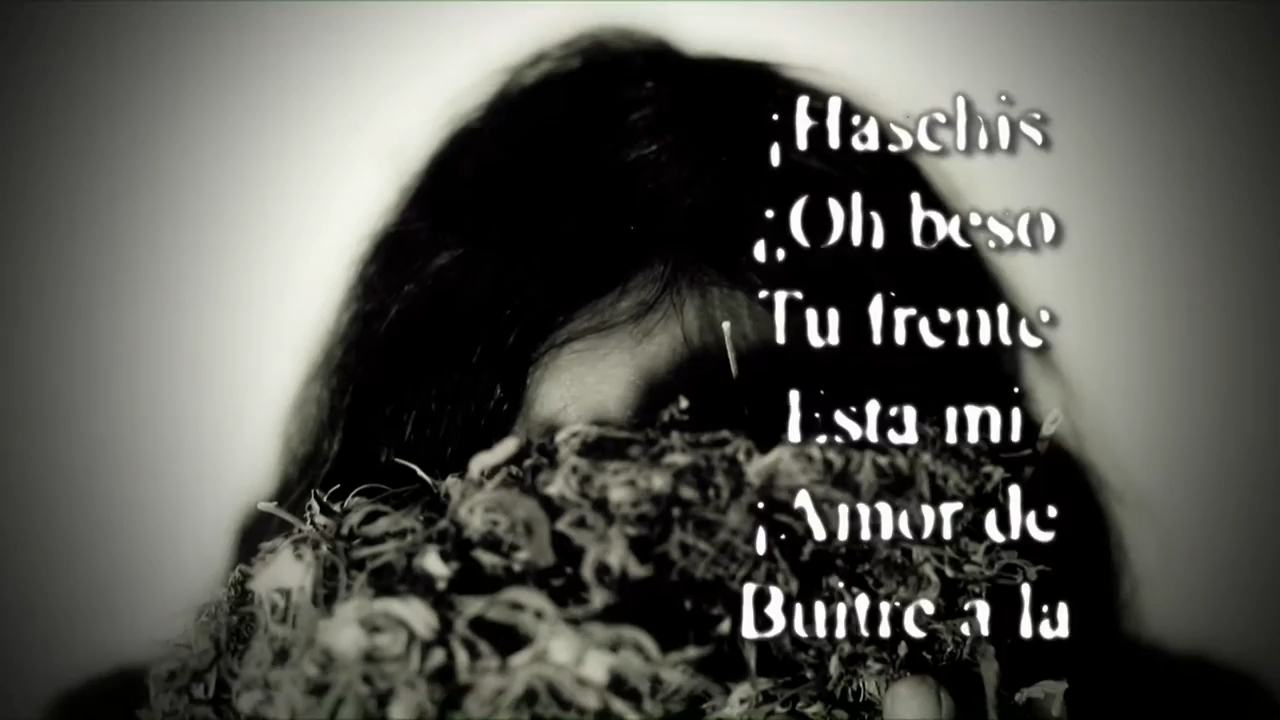 ¡Haschis
¿Oh beso
Tu frente
Esta mi
¡Amor de
Buitre a la